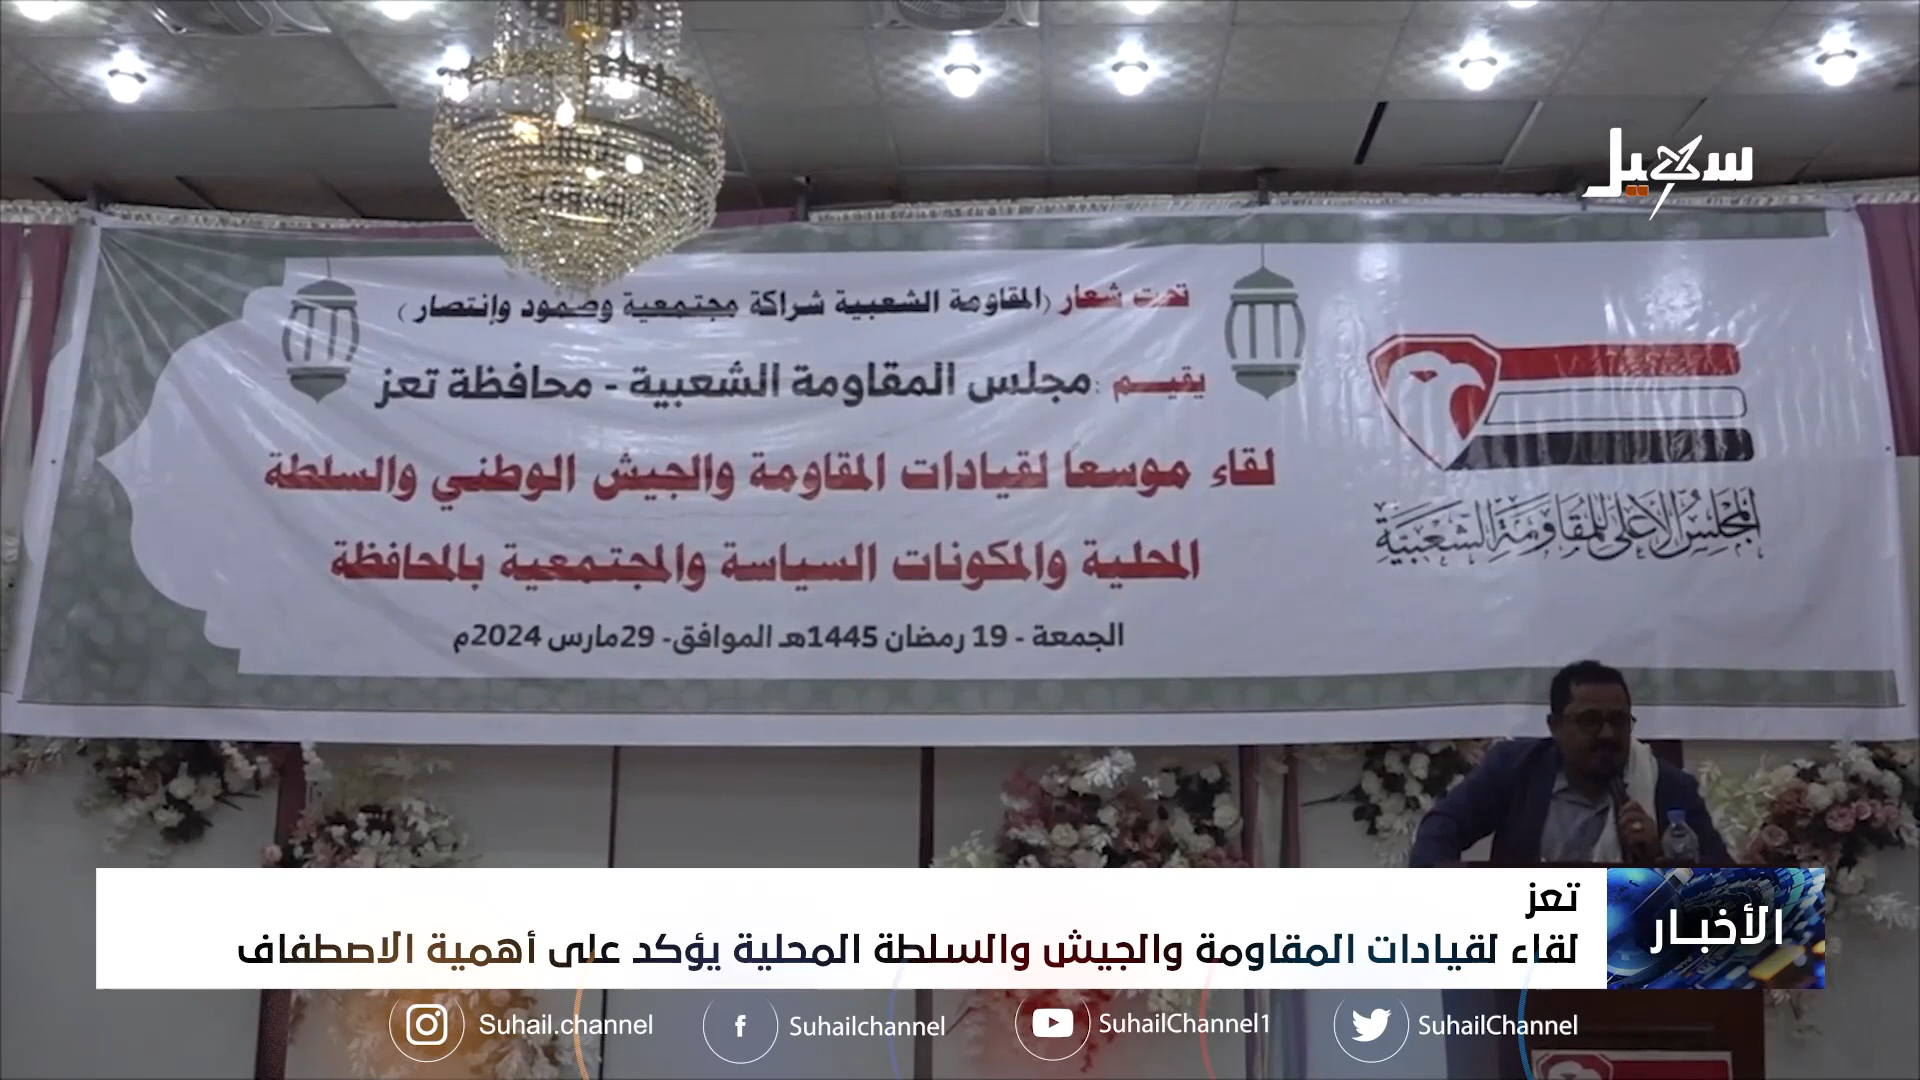 سهيل
تحت شعار (المقاومة الشعبية شراكة مجتمعية وصمود وإنتصار )
يقيم : مجلس المقاومة الشعبية - محافظة تعز
لقاء موسعا لقيادات المقاومة والجيش الوطني والسلطة
المحلية والمكونات السياسة والمجتمعية بالمحافظة
الجمعة - 19 رمضان 1445هـ الموافق- 29مارس 2024م
المجلس الأعلى للمقاومة الشعبية
الأخبار
تعز
لقاء لقيادات المقاومة والجيش والسلطة المحلية يؤكد على أهمية الاصطفاف
Suhail.channel
Suhailchannel
SuhailChannel1
SuhailChannel